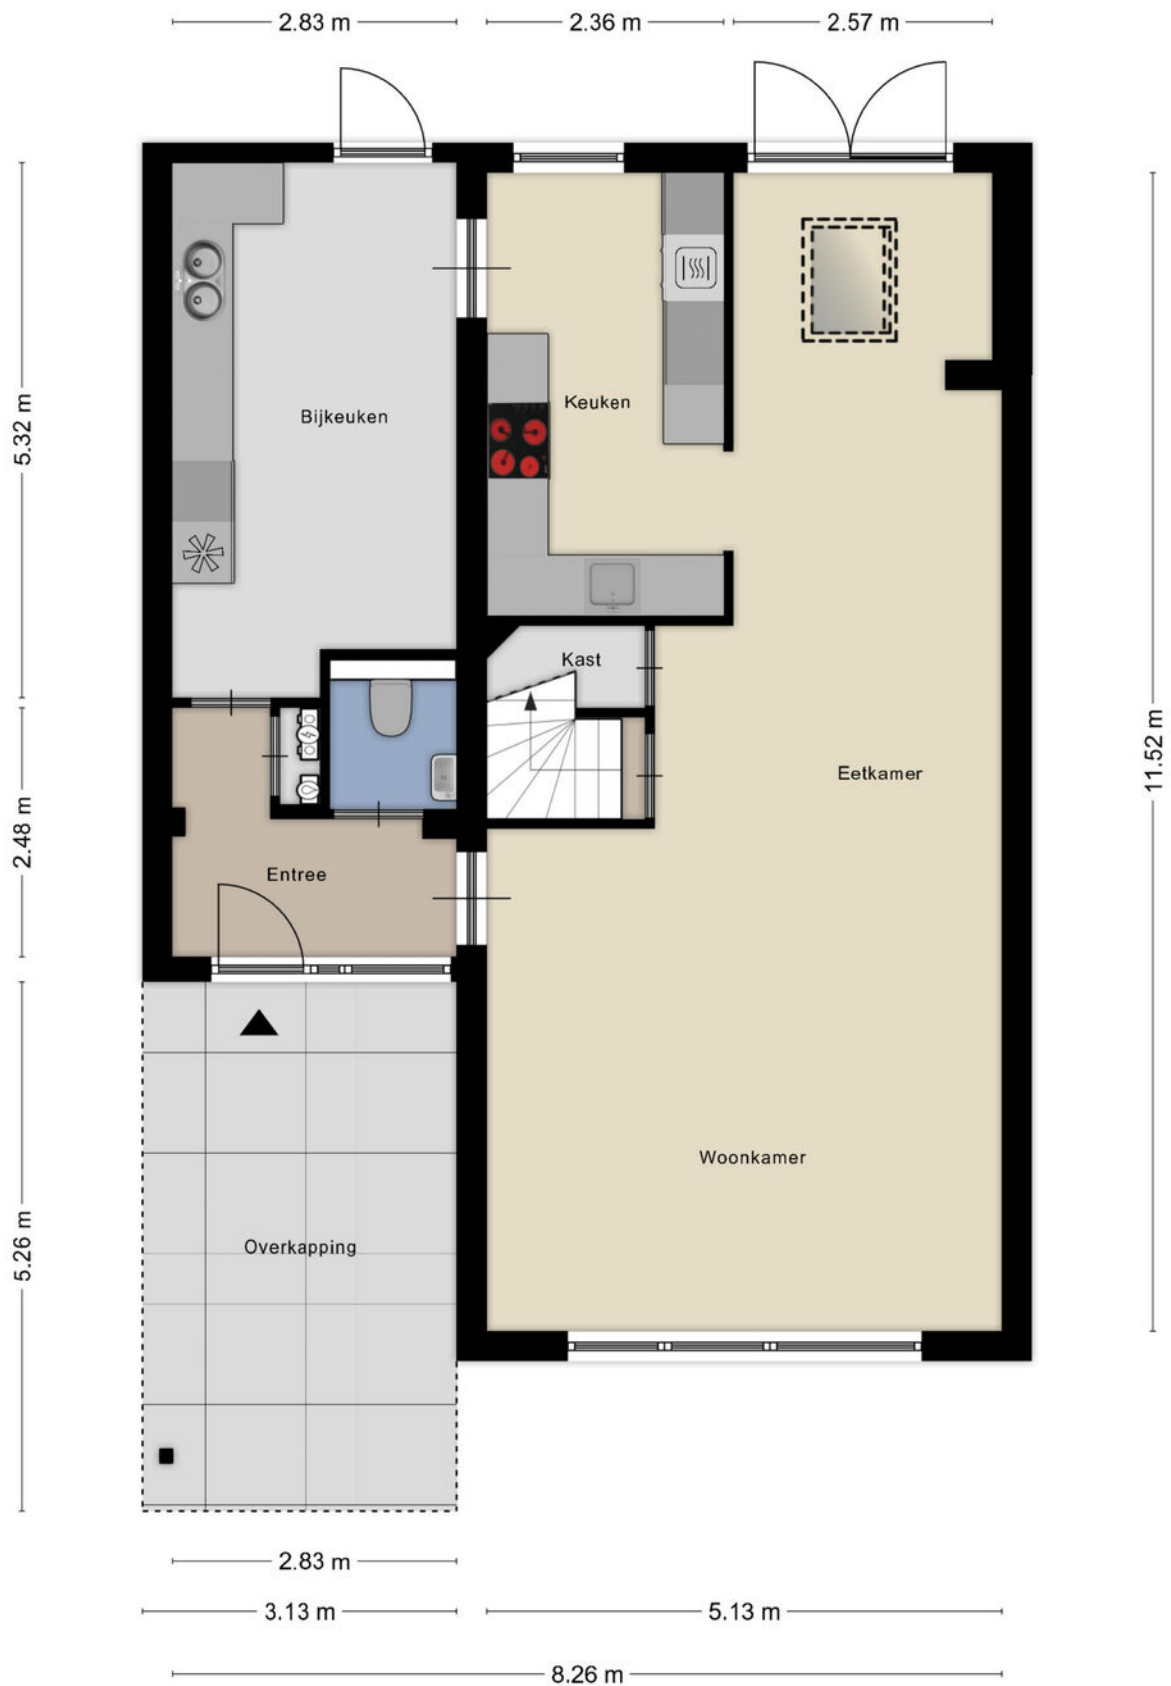 2.83 m
2.36 m
2.57 m
5.32 m
Bijkeuken
Keuken
Kast
11.52 m
Eetkamer
2.48 m
Entree
Woonkamer
5.26 m
Overkapping
2.83 m
3.13 m
5.13 m
8.26 m